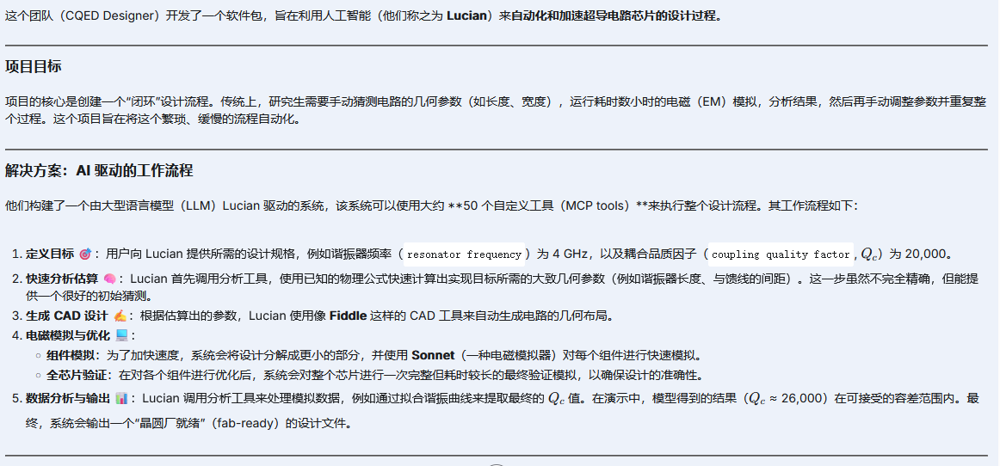 这个团队（CQED Designer）开发了一个软件包，旨在利用人工智能（他们称之为 Lucian）来自动化和加速超导电路芯片的设计过程。
项目目标
项目的核心是创建一个“闭环”设计流程。传统上，研究生需要手动猜测电路的几何参数（如长度、宽度），运行耗时数小时的电磁（EM）模拟，分析结果，然后再手动调整参数并重复整
个过程。这个项目旨在将这个繁琐、缓慢的流程自动化。
解决方案：AI 驱动的工作流程
他们构建了一个由大型语言模型（LLM）Lucian 驱动的系统，该系统可以使用大约 **50 个自定义工具（MCP tools）**来执行整个设计流程。其工作流程如下：
1. 定义目标 🎯：用户向 Lucian 提供所需的设计规格，例如谐振器频率（resonator frequency）为 4 GHz，以及耦合品质因子（coupling quality factor, Qc）为 20,000。
2. 快速分析估算 🧠：Lucian 首先调用分析工具，使用已知的物理公式快速计算出实现目标所需的大致几何参数（例如谐振器长度、与馈线的间距）。这一步虽然不完全精确，但能提
供一个很好的初始猜测。
3. 生成 CAD 设计 ✍️：根据估算出的参数，Lucian 使用像 Fiddle 这样的 CAD 工具来自动生成电路的几何布局。
4. 电磁模拟与优化 💻：
○ 组件模拟：为了加快速度，系统会将设计分解成更小的部分，并使用 Sonnet（一种电磁模拟器）对每个组件进行快速模拟。
○ 全芯片验证：在对各个组件进行优化后，系统会对整个芯片进行一次完整但耗时较长的最终验证模拟，以确保设计的准确性。
5. 数据分析与输出 📊：Lucian 调用分析工具来处理模拟数据，例如通过拟合谐振曲线来提取最终的 Qc 值。在演示中，模型得到的结果（Qc ≈ 26,000）在可接受的容差范围内。最
终，系统会输出一个“晶圆厂就绪”（fab-ready）的设计文件。